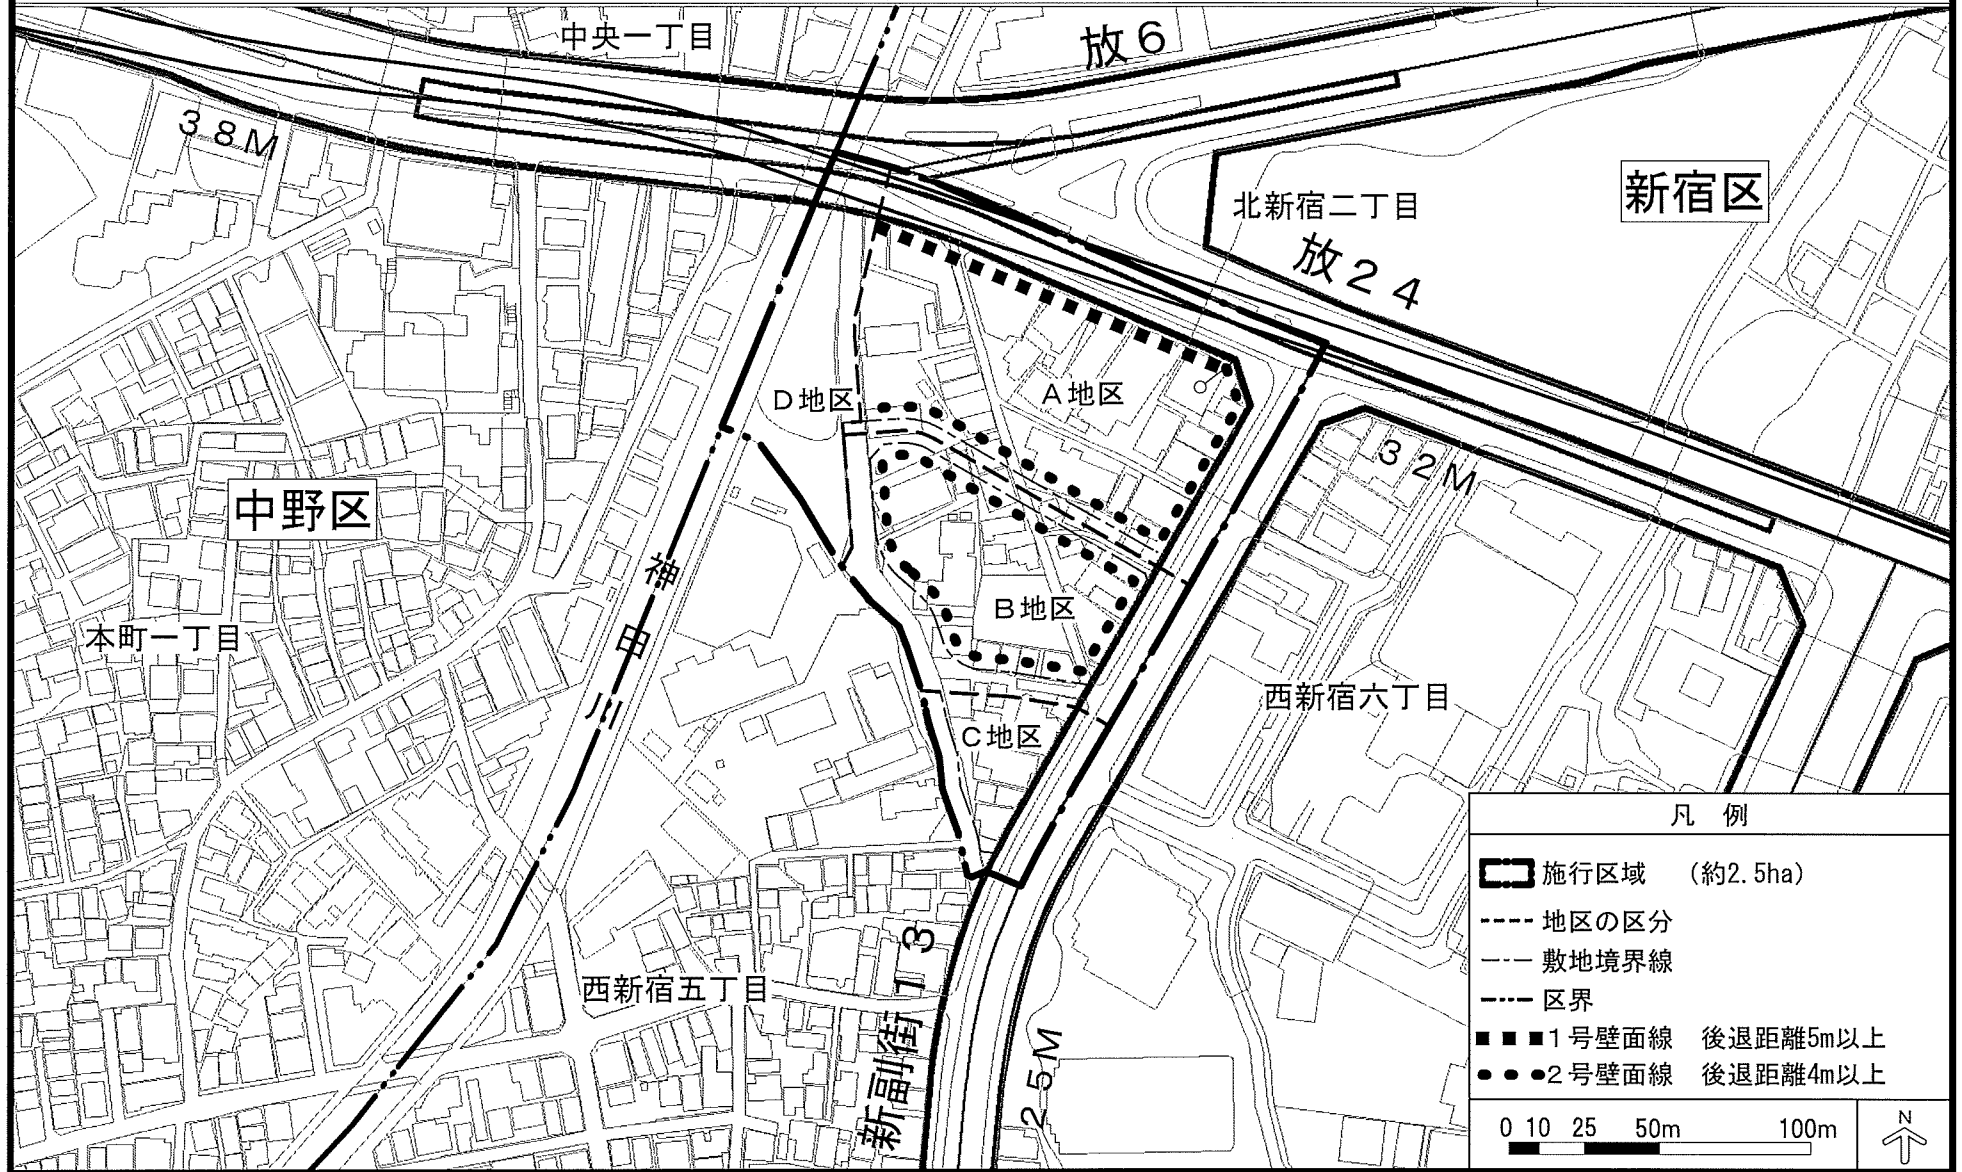 中央一丁目
放6
38M
新宿区
北新宿二丁目
放24
D地区
A地区
32M
中野区
神田川
B地区
本町一丁目
西新宿六丁目
C地区
新副街13
西新宿五丁目
25M
凡 例
施行区域 (約2.5ha)
地区の区分
敷地境界線
区界
1号壁面線 後退距離5m以上
2号壁面線 後退距離4m以上
0 10 25 50m 100m
N